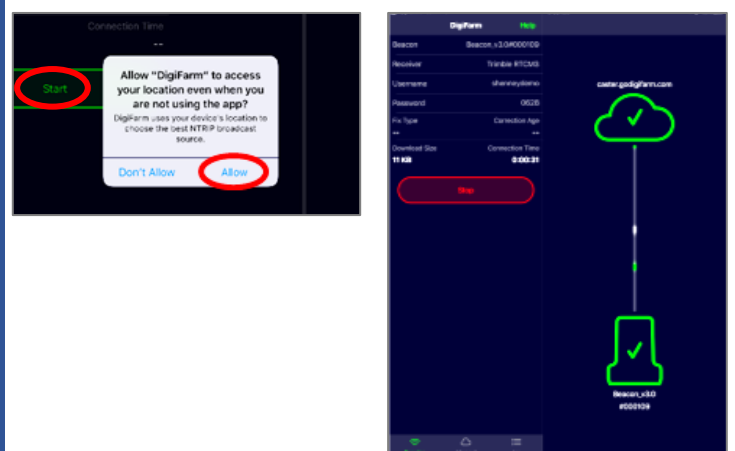 Connection Time
--
Start
Allow "DigiFarm" to access
your location even when you
are not using the app?
DigiFarm uses your device's location to
choose the best NTRIP broadcast
source.
Don't Allow
Allow
DigiFarm
Help
Beacon
Beacon_v3.0#000109
Receiver
Trimble RTCM3
Username
shanneydemo
Password
0628
Fix Type
Correction Age
--
--
Download Size
Connection Time
11 KB
0:00:31
Stop
caster.godigifarm.com
Beacon_v3.0
#000109